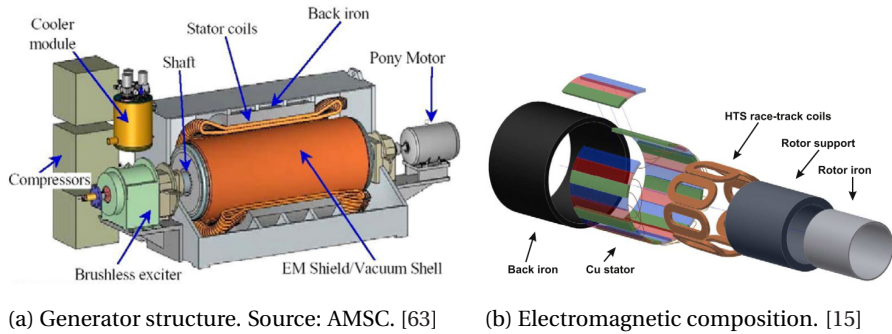 Cooler
module
Shaft
Stator coils
Back iron
Pony Motor
Compressors
Brushless exciter
EM Shield/Vacuum Shell
HTS race-track coils
Rotor support
Rotor iron
Back iron
Cu stator
(a) Generator structure. Source: AMSC. [63]
(b) Electromagnetic composition. [15]